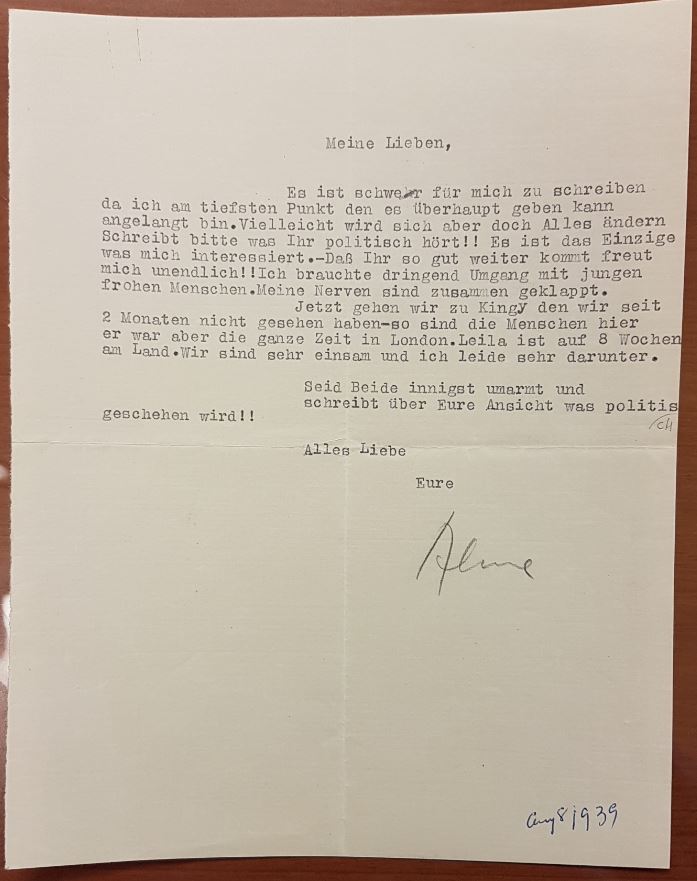 Meine Lieben,
Es ist schwer für mich zu schreiben
da ich am tiefsten Punkt den es überhaupt geben kann
angelangt bin.Vielleicht wird sich aber doch Alles ändern
Schreibt bitte was Ihr politisch hört!! Es ist das Einzige
was mich interessiert.-Daß Ihr so gut weiter kommt freut
mich unendlich!!Ich brauchte dringend Umgang mit jungen
frohen Menschen.Meine Nerven sind zusammen geklappt.
Jetzt gehen wir zu Kingy den wir seit
2 Monaten nicht gesehen haben-so sind die Menschen hier
er war aber die ganze Zeit in London.Leila ist auf 8 Wochen
am Land.Wir sind sehr einsam und ich leide sehr darunter.
Seid Beide innigst umarmt und
schreibt über Eure Ansicht was politis
ch
geschehen wird!!
Alles Liebe
Eure
Alma
Aug 8 1939